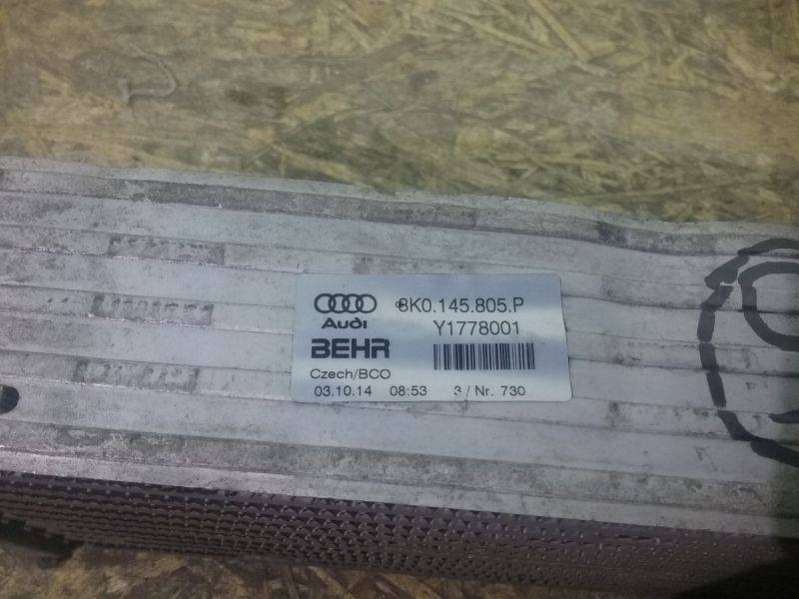 8K0.145.805.P
Audi
Y1778001
BEHR
Czech/BCO
03.10.14 08:53 3 / Nr. 730